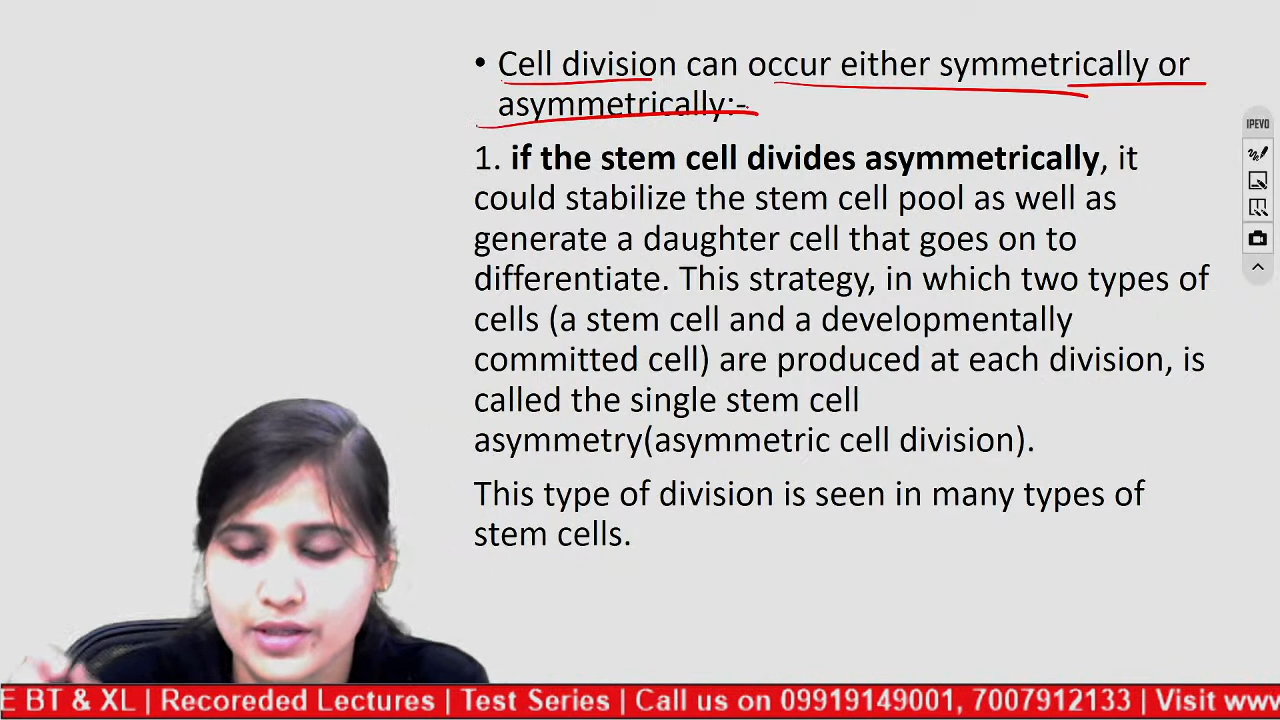 • Cell division can occur either symmetrically or
asymmetrically:-
1. if the stem cell divides asymmetrically, it
could stabilize the stem cell pool as well as
generate a daughter cell that goes on to
differentiate. This strategy, in which two types of
cells (a stem cell and a developmentally
committed cell) are produced at each division, is
called the single stem cell
asymmetry(asymmetric cell division).
This type of division is seen in many types of
stem cells.
IPEVO
E BT & XL | Recoreded Lectures | Test Series | Call us on 09919149001, 7007912133 | Visit www